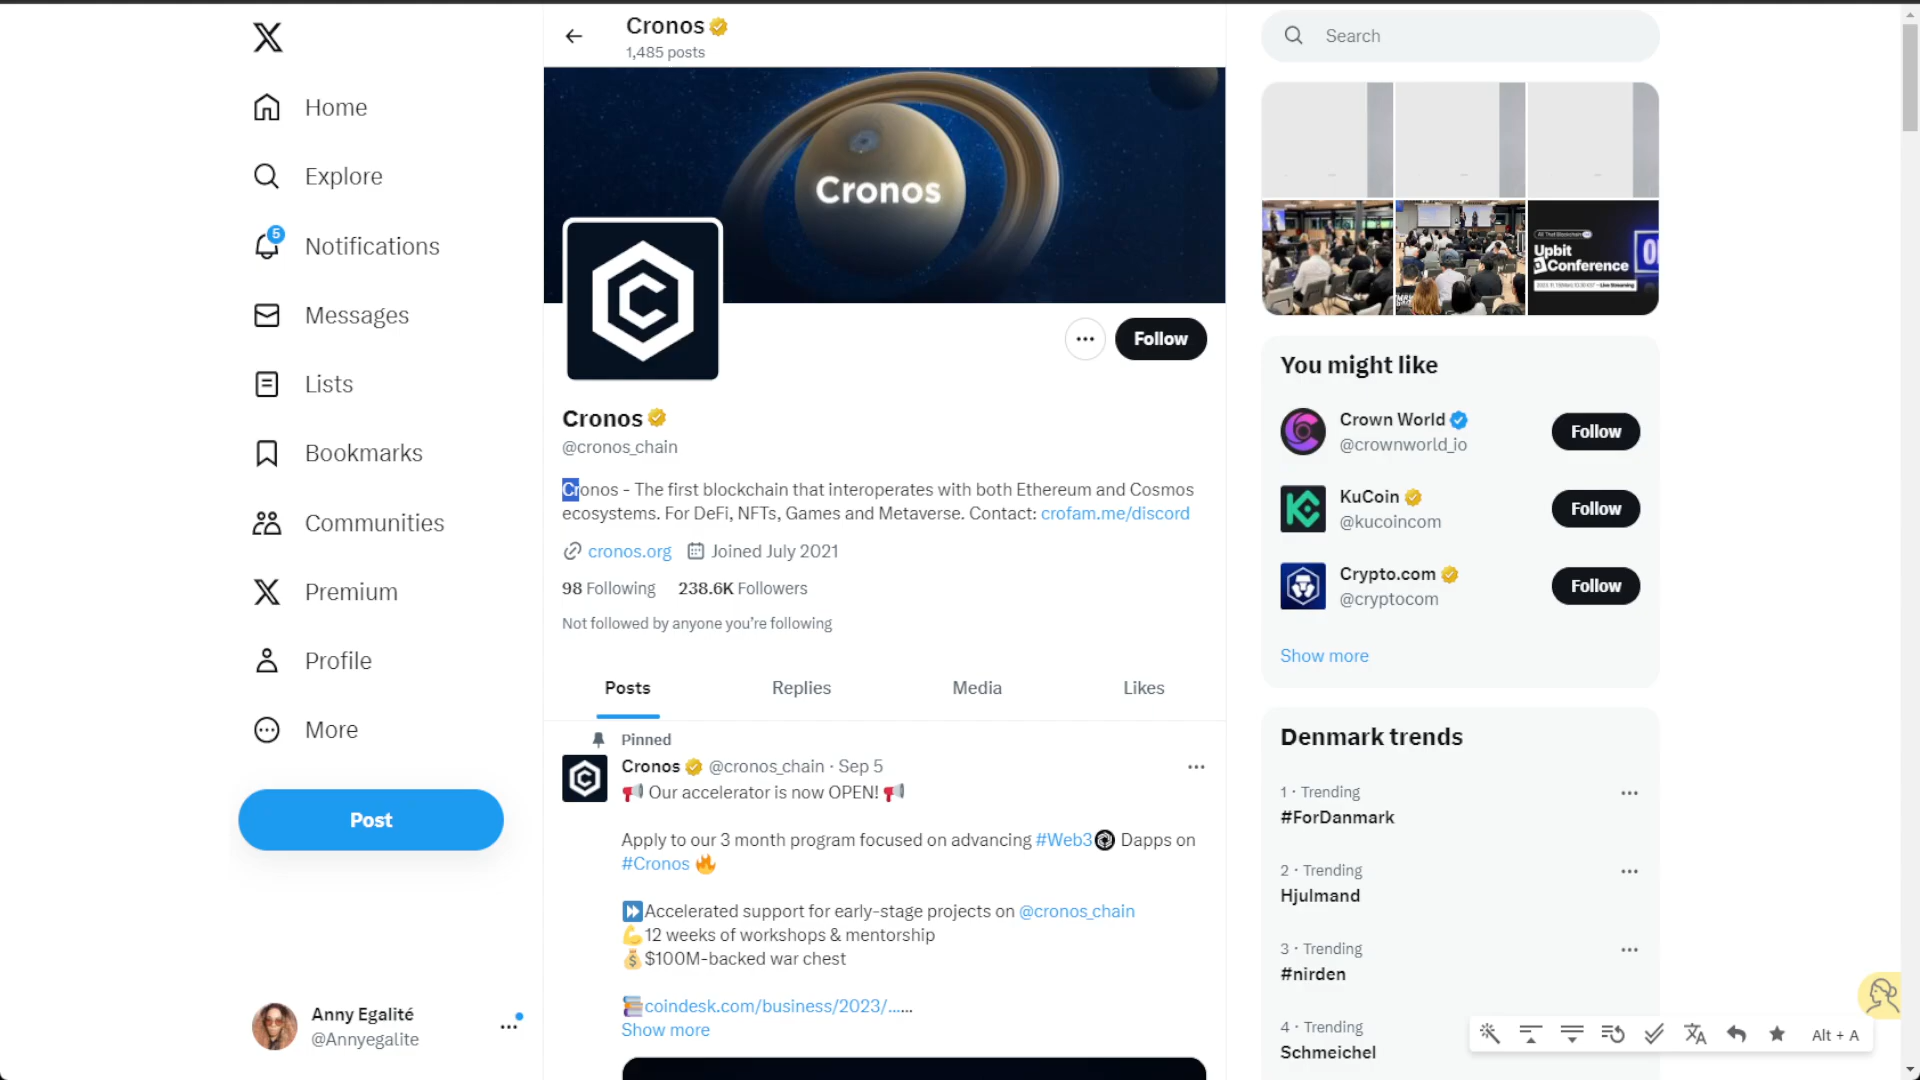 Home
Explore
5
Notifications
Messages
Lists
Bookmarks
Communities
Premium
Profile
More
Post
Anny Egalité
@Annyegalite
Cronos
1,485 posts
Cronos
Follow
Cronos
@cronos_chain
Cronos - The first blockchain that interoperates with both Ethereum and Cosmos
ecosystems. For DeFi, NFTs, Games and Metaverse. Contact: crofam.me/discord
cronos.org Joined July 2021
98 Following 238.6K Followers
Not followed by anyone you’re following
Posts Replies Media Likes
Pinned
Cronos @cronos_chain · Sep 5
Our accelerator is now OPEN!
Apply to our 3 month program focused on advancing #Web3 Dapps on
#Cronos
Accelerated support for early-stage projects on @cronos_chain
12 weeks of workshops & mentorship
$100M-backed war chest
coindesk.com/business/2023/......
Show more
Search
All That Blockchain
Upbit
D Conference
You might like
Crown World
@crownworld_io
Follow
KuCoin
@kucoincom
Follow
Crypto.com
@cryptocom
Follow
Show more
Denmark trends
1 · Trending
#ForDanmark
2 · Trending
Hjulmand
3 · Trending
#nirden
4 · Trending
Schmeichel
Alt + A